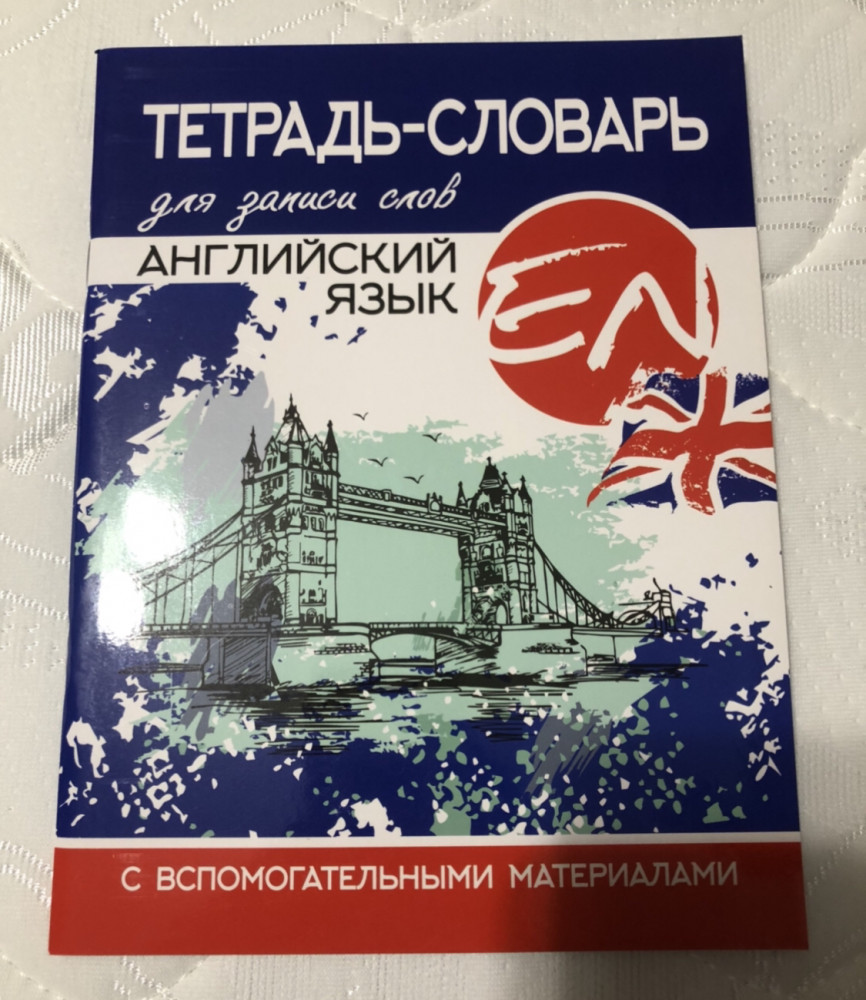 ТЕТРАДЬ-СЛОВАРЬ
для записи слов
АНГЛИЙСКИЙ
ЯЗЫК
EN
С ВСПОМОГАТЕЛЬНЫМИ МАТЕРИАЛАМИ